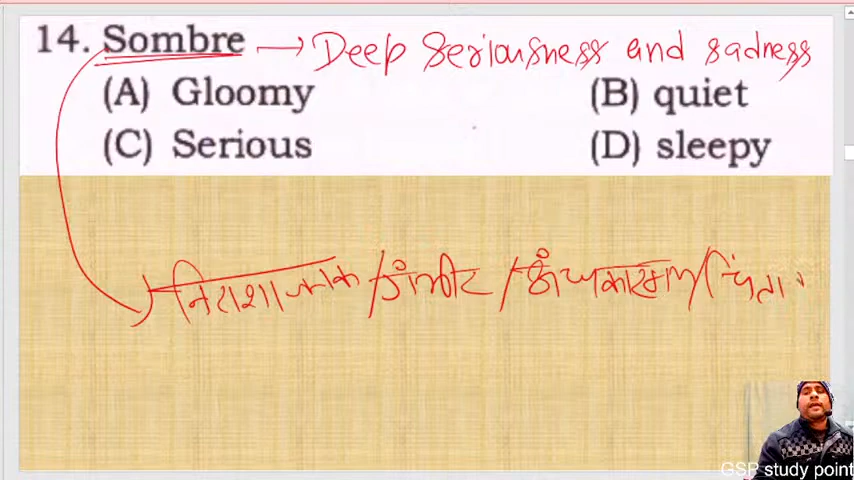 14. Sombre → Deep Seriousness and sadness
(A) Gloomy (B) quiet
(C) Serious (D) sleepy
निराशाजनक / गंभीर / अंधकारमय / चिंता
GSP study point